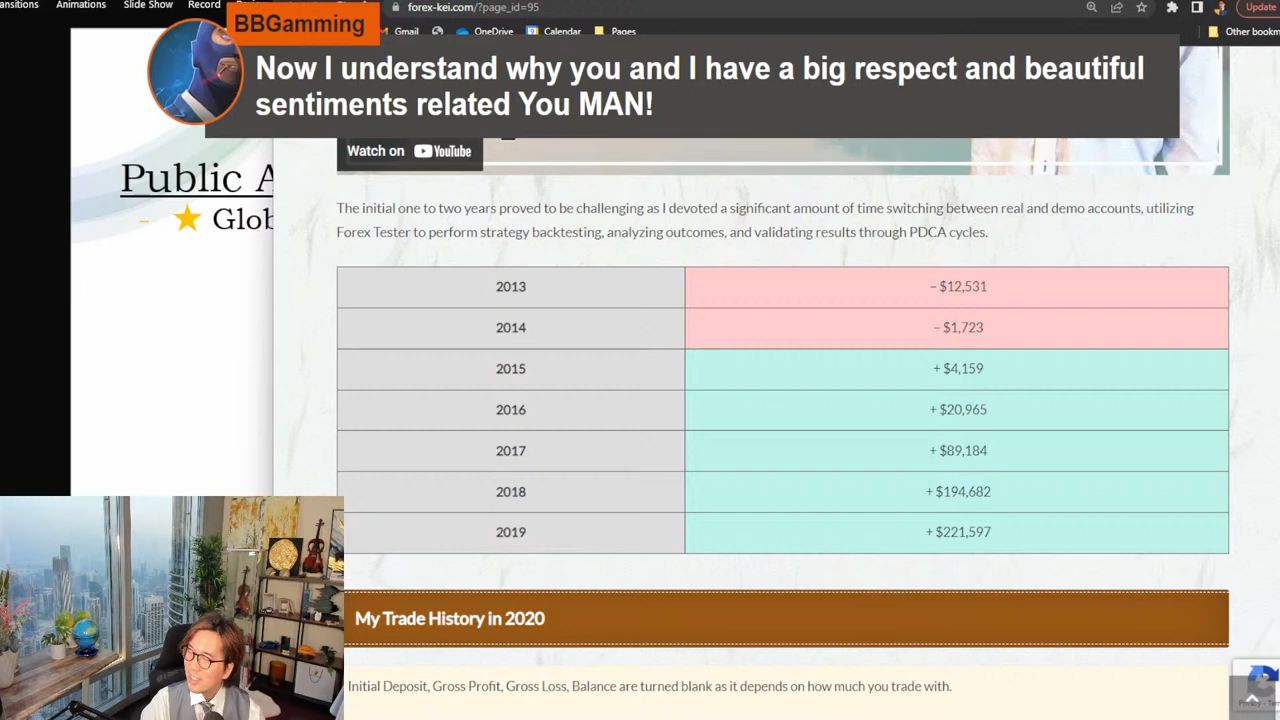 ansitions Animations Slide Show Record
forex-kei.com/?page_id=95
Update
Gmail OneDrive Calendar Pages Other bookm
BBGamming
Now I understand why you and I have a big respect and beautiful
sentiments related You MAN!
Watch on YouTube
Public A
– ★ Glob
The initial one to two years proved to be challenging as I devoted a significant amount of time switching between real and demo accounts, utilizing
Forex Tester to perform strategy backtesting, analyzing outcomes, and validating results through PDCA cycles.
2013 – $12,531
2014 – $1,723
2015 + $4,159
2016 + $20,965
2017 + $89,184
2018 + $194,682
2019 + $221,597
My Trade History in 2020
Initial Deposit, Gross Profit, Gross Loss, Balance are turned blank as it depends on how much you trade with.